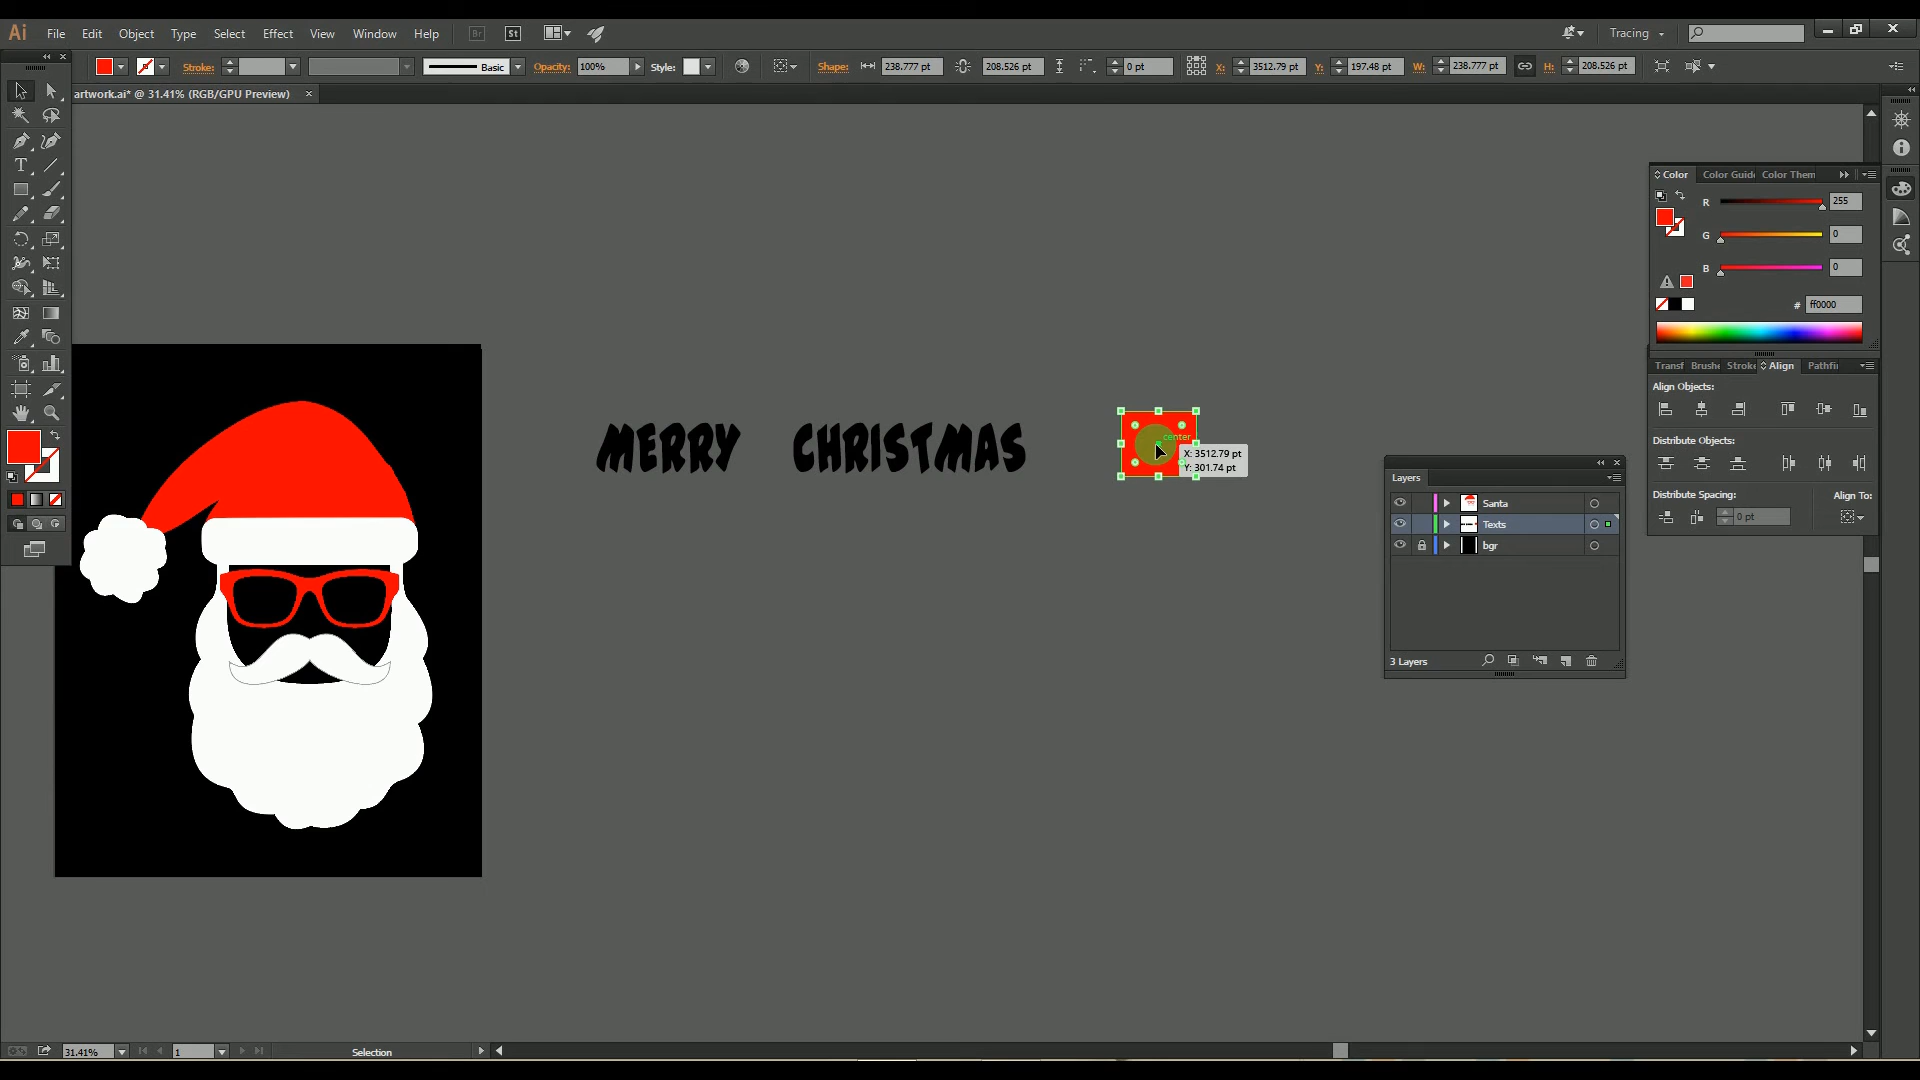 Ai File Edit Object Type Select Effect View Window Help Br St Tracing
Stroke: Basic Opacity: 100% Style: Shape: 238.777 pt 208.526 pt 0 pt X: 3512.79 pt Y: 197.48 pt W: 238.777 pt H: 208.526 pt
artwork.ai* @ 31.41% (RGB/GPU Preview)
Color Color Guid Color Them
R 255
G 0
B 0
# ff0000
Transf Brushe Stroke Align Pathfi
Align Objects:
Distribute Objects:
Distribute Spacing: Align To:
0 pt
MERRY CHRISTMAS
center
X: 3512.79 pt
Y: 301.74 pt
Layers
Santa
Texts
bgr
3 Layers
31.41% 1 Selection